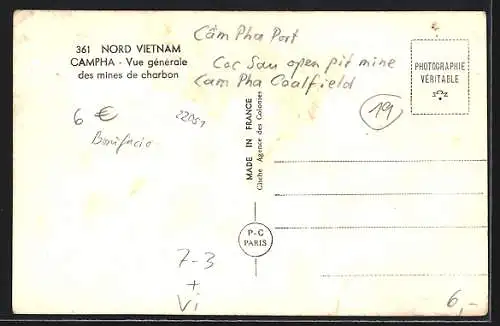 361 NORD VIETNAM
CAMPHA - Vue générale
des mines de charbon
Câm Pha Port
Coc Sau open pit mine
Cam Pha Coalfield
PHOTOGRAPHIE
VÉRITABLE
19
6 €
22051
Bonifacio
MADE IN FRANCE
Cliché Agence des Colonies
P-C
PARIS
7-3
+
Vi
6,-